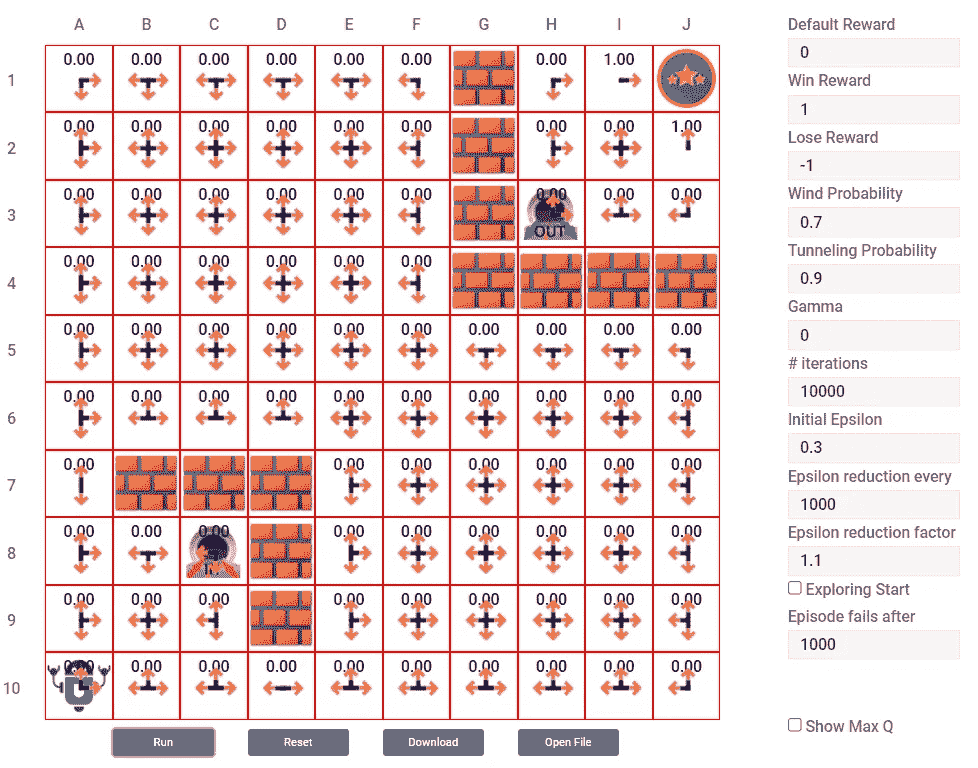 A B C D E F G H I J
Default Reward
0
1 0.00 0.00 0.00 0.00 0.00 0.00 0.00 1.00
Win Reward
1
2 0.00 0.00 0.00 0.00 0.00 0.00 0.00 0.00 1.00
Lose Reward
-1
3 0.00 0.00 0.00 0.00 0.00 0.00 0.00 0.00 0.00
OUT
Wind Probability
0.7
4 0.00 0.00 0.00 0.00 0.00 0.00
Tunneling Probability
0.9
5 0.00 0.00 0.00 0.00 0.00 0.00 0.00 0.00 0.00 0.00
Gamma
0
6 0.00 0.00 0.00 0.00 0.00 0.00 0.00 0.00 0.00 0.00
# iterations
10000
Initial Epsilon
0.3
7 0.00 0.00 0.00 0.00 0.00 0.00 0.00
Epsilon reduction every
1000
8 0.00 0.00 0.00 0.00 0.00 0.00 0.00 0.00 0.00
Epsilon reduction factor
1.1
Exploring Start
9 0.00 0.00 0.00 0.00 0.00 0.00 0.00 0.00 0.00
Episode fails after
1000
10 0.00 0.00 0.00 0.00 0.00 0.00 0.00 0.00 0.00
Show Max Q
Run Reset Download Open File